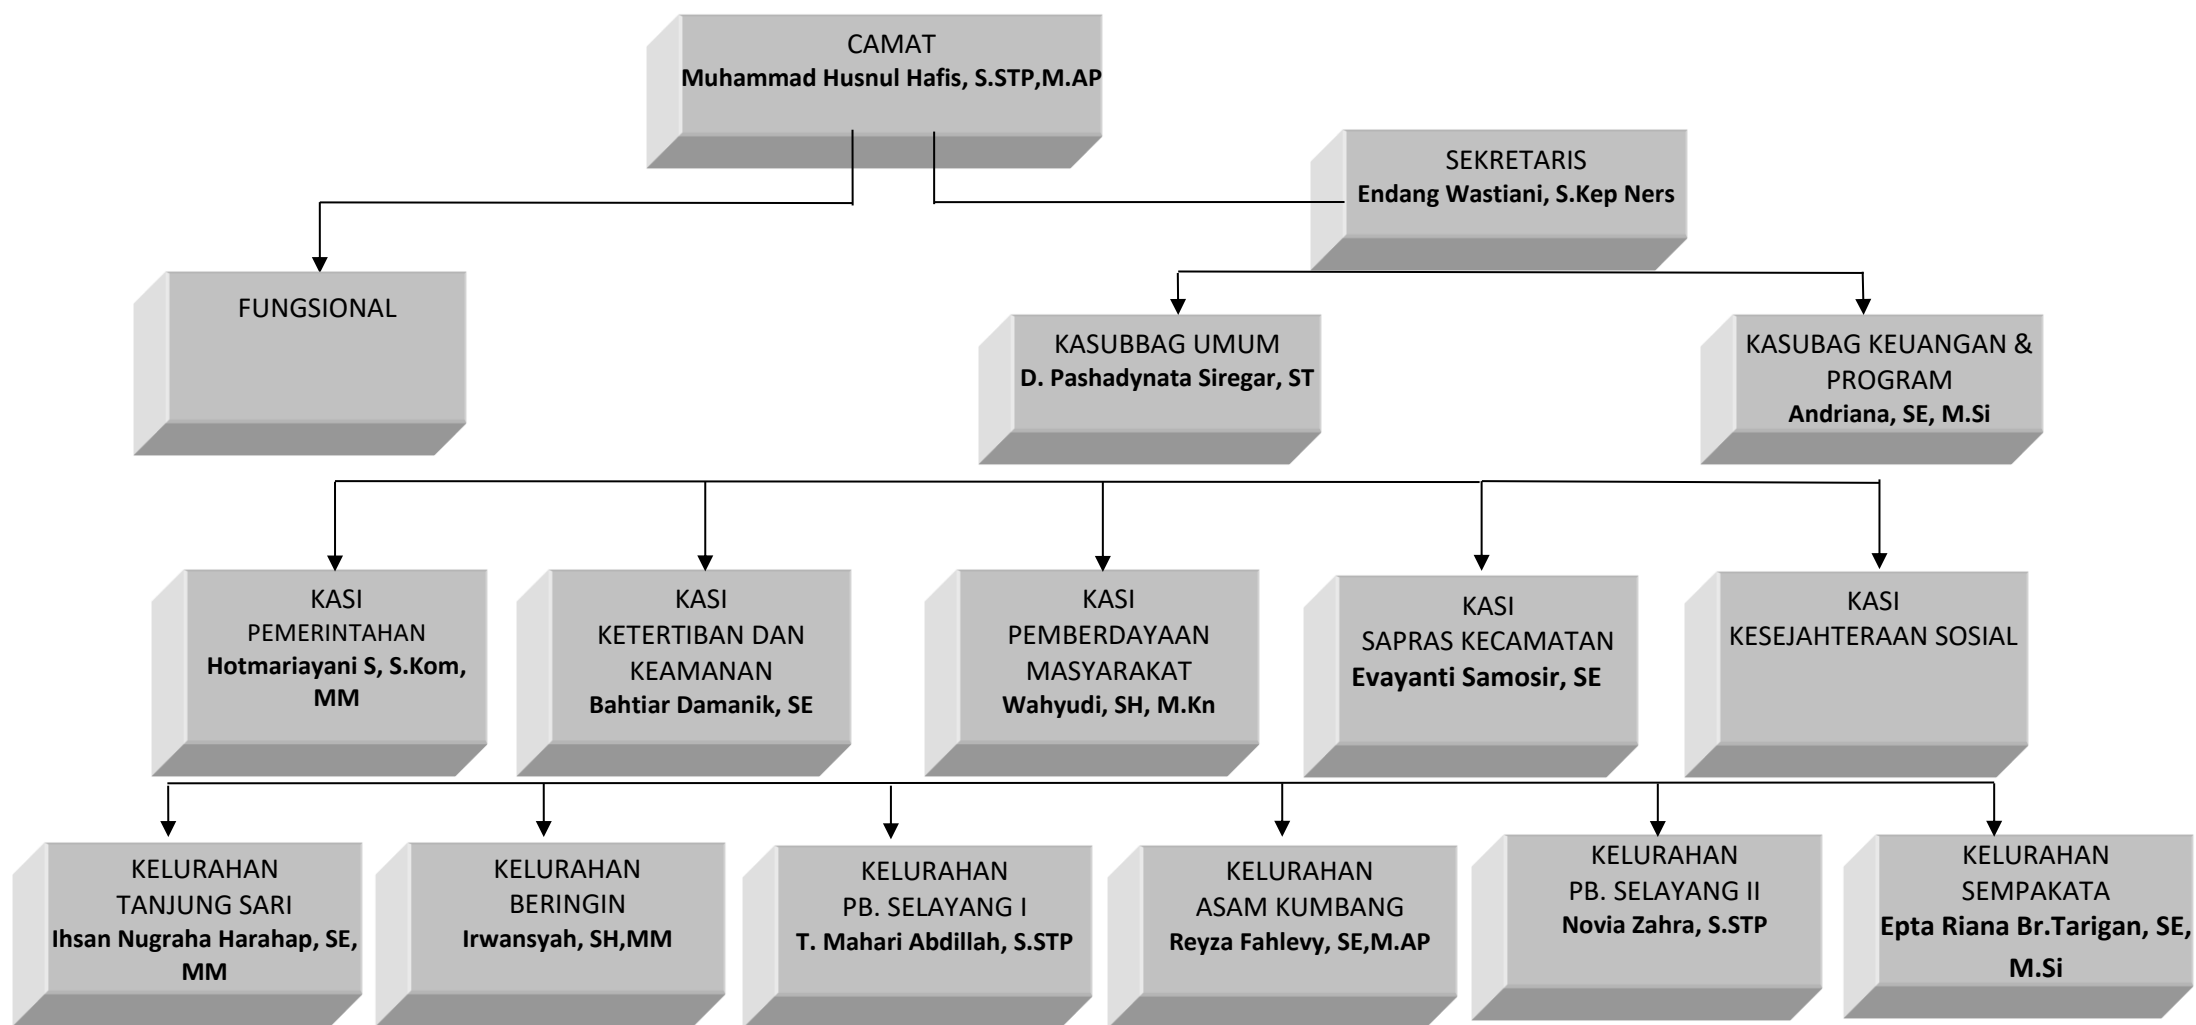 CAMAT
Muhammad Husnul Hafis, S.STP,M.AP
SEKRETARIS
Endang Wastiani, S.Kep Ners
FUNGSIONAL
KASUBBAG UMUM
D. Pashadynata Siregar, ST
KASUBAG KEUANGAN &
PROGRAM
Andriana, SE, M.Si
KASI
PEMERINTAHAN
Hotmariayani S, S.Kom,
MM
KASI
KETERTIBAN DAN
KEAMANAN
Bahtiar Damanik, SE
KASI
PEMBERDAYAAN
MASYARAKAT
Wahyudi, SH, M.Kn
KASI
SAPRAS KECAMATAN
Evayanti Samosir, SE
KASI
KESEJAHTERAAN SOSIAL
KELURAHAN
TANJUNG SARI
Ihsan Nugraha Harahap, SE,
MM
KELURAHAN
BERINGIN
Irwansyah, SH,MM
KELURAHAN
PB. SELAYANG I
T. Mahari Abdillah, S.STP
KELURAHAN
ASAM KUMBANG
Reyza Fahlevy, SE,M.AP
KELURAHAN
PB. SELAYANG II
Novia Zahra, S.STP
KELURAHAN
SEMPAKATA
Epta Riana Br.Tarigan, SE,
M.Si